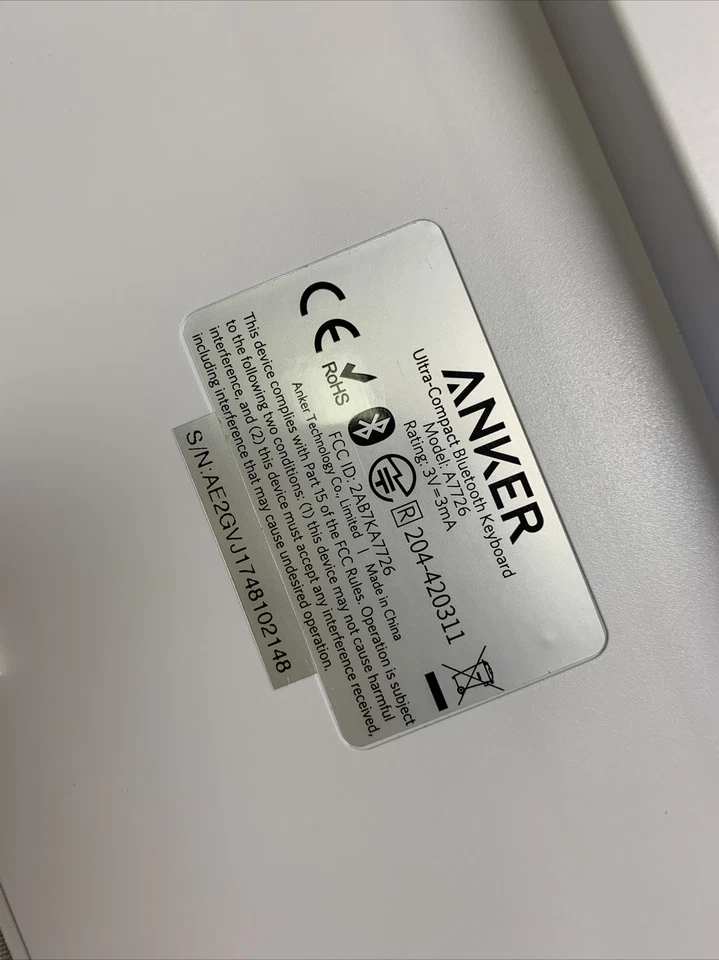 ANKER
Ultra-Compact Bluetooth Keyboard
Model: A7726
Rating: 3V=3mA
CE RoHS R 204-420311
FCC ID: 2AB7KA7726
Anker Technology Co., Limited | Made in China
This device complies with Part 15 of the FCC Rules. Operation is subject
to the following two conditions: (1) this device may not cause harmful
interference, and (2) this device must accept any interference received,
including interference that may cause undesired operation.
S/N:AE2GVJ1748102148